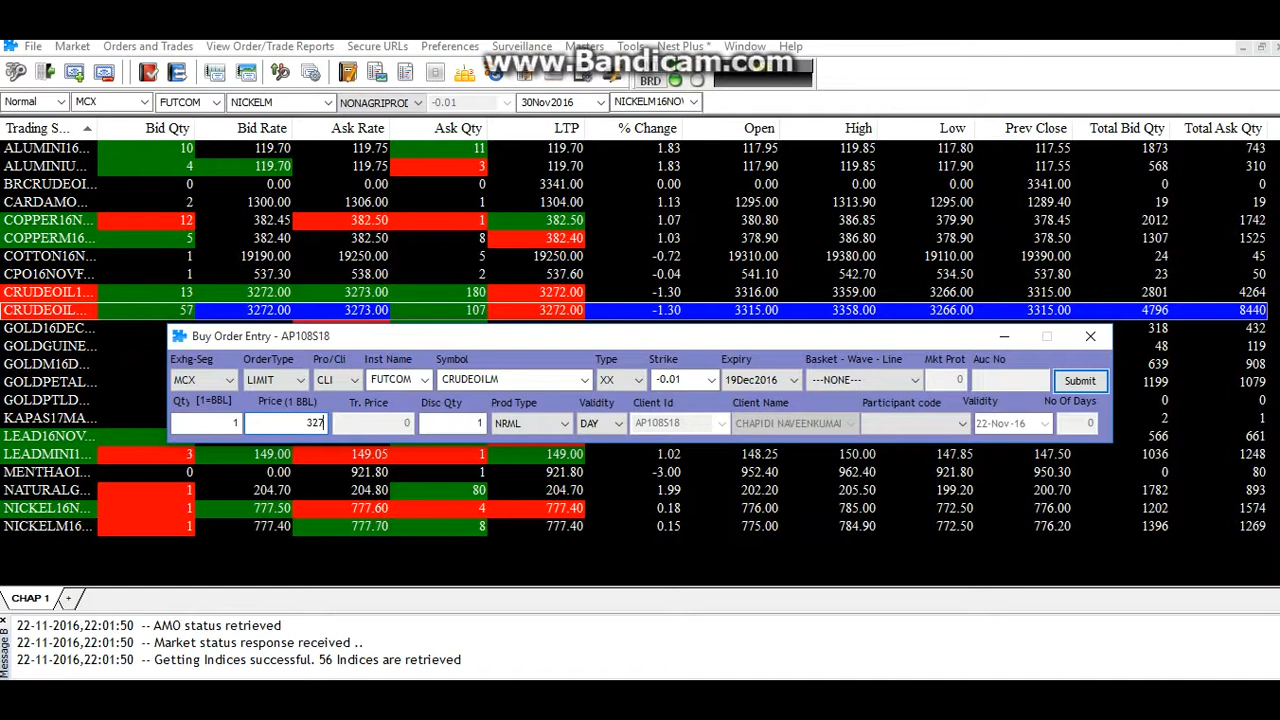 www.Bandicam.com
File Market Orders and Trades View Order/Trade Reports Secure URLs Preferences Surveillance Masters Tools Nest Plus * Window Help
BRD
Normal MCX FUTCOM NICKELM NONAGRIPROI -0.01 30Nov2016 NICKELM16NO
Trading S... Bid Qty Bid Rate Ask Rate Ask Qty LTP % Change Open High Low Prev Close Total Bid Qty Total Ask Qty
ALUMINI16... 10 119.70 119.75 11 119.70 1.83 117.95 119.85 117.80 117.55 1873 743
ALUMINIU... 4 119.70 119.75 3 119.70 1.83 117.95 119.85 117.75 117.55 568 310
BRCRUDEOI... 0 0.00 0.00 0 3341.00 0.00 0.00 0.00 0.00 3341.00 0 0
CARDAMO... 2 1300.00 1306.00 1 1304.00 1.13 1295.00 1313.90 1295.00 1289.40 19 19
COPPER16N... 12 382.45 382.50 1 382.50 1.07 380.80 386.85 379.90 378.45 2012 1742
COPPERM16... 5 382.40 382.50 8 382.40 1.03 378.90 386.80 378.90 378.50 1307 1525
COTTON16N... 1 19190.00 19250.00 5 19250.00 -0.72 19310.00 19380.00 19110.00 19390.00 24 45
CPO16NOVF... 1 537.30 538.00 2 537.60 -0.04 541.10 542.70 534.50 537.80 23 50
CRUDEOIL1... 13 3272.00 3273.00 180 3272.00 -1.30 3316.00 3359.00 3266.00 3315.00 2801 4264
CRUDEOIL... 57 3272.00 3273.00 107 3272.00 -1.30 3315.00 3358.00 3266.00 3315.00 4796 8440
GOLD16DEC... 318 432
Buy Order Entry - AP108S18
GOLDGUINE... 48 119
Exhg-Seg OrderType Pro/Cli Inst Name Symbol Type Strike Expiry Basket - Wave - Line Mkt Prot Auc No
GOLDM16D... 639 908
MCX LIMIT CLI FUTCOM CRUDEOILM XX -0.01 19Dec2016 ---NONE--- 0 Submit
GOLDPETAL... 1199 1079
Qty [1=BBL] Price (1 BBL) Tr. Price Disc Qty Prod Type Validity Client Id Client Name Participant code Validity No Of Days
GOLDPTLD... 6 42
KAPAS17MA... 2 1
1 327 0 1 NRML DAY AP108S18 CHAPIDI NAVEENKUMAI 22-Nov-16 0
LEAD16NOV... 566 661
LEADMINI1... 3 149.00 149.05 1 149.00 1.02 148.25 150.00 147.85 147.50 1036 1248
MENTHAOI... 0 0.00 921.80 1 921.80 -3.00 952.40 962.40 921.80 950.30 0 80
NATURALG... 1 204.70 204.80 80 204.70 1.99 202.20 205.50 199.20 200.70 1782 893
NICKEL16N... 1 777.50 777.60 4 777.40 0.18 776.00 785.00 772.50 776.00 1202 1574
NICKELM16... 1 777.40 777.70 8 777.40 0.15 775.00 784.90 772.50 776.20 1396 1269
CHAP 1 +
22-11-2016,22:01:50 -- AMO status retrieved
22-11-2016,22:01:50 -- Market status response received ..
22-11-2016,22:01:50 -- Getting Indices successful. 56 Indices are retrieved
Message B